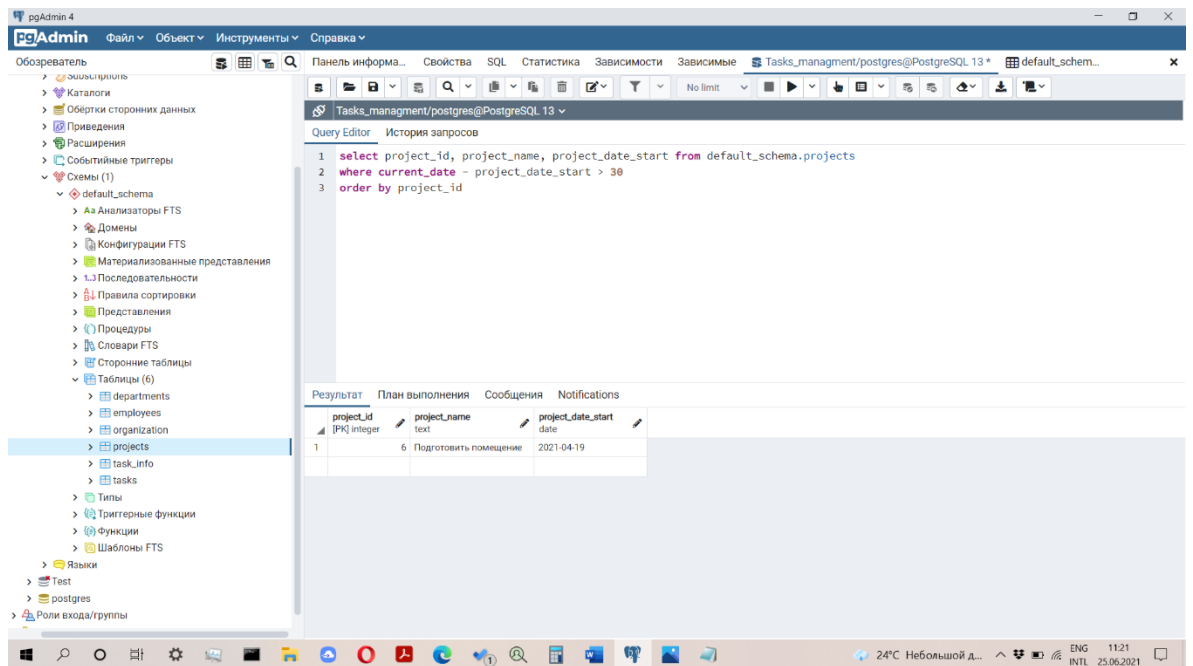 pgAdmin 4
pgAdmin Файл Объект Инструменты Справка
Обозреватель
Панель информа... Свойства SQL Статистика Зависимости Зависимые Tasks_managment/postgres@PostgreSQL 13 * default_schem...
Subscriptions
Каталоги
Обёртки сторонних данных
Приведения
Расширения
Событийные триггеры
Схемы (1)
default_schema
Анализаторы FTS
Домены
Конфигурации FTS
Материализованные представления
Последовательности
Правила сортировки
Представления
Процедуры
Словари FTS
Сторонние таблицы
Таблицы (6)
departments
employees
organization
projects
task_info
tasks
Типы
Триггерные функции
Функции
Шаблоны FTS
Языки
Test
postgres
Роли входа/группы
No limit
Tasks_managment/postgres@PostgreSQL 13
Query Editor История запросов
1 select project_id, project_name, project_date_start from default_schema.projects
2 where current_date - project_date_start > 30
3 order by project_id
Результат План выполнения Сообщения Notifications
project_id project_name project_date_start
[PK] integer text date
1 6 Подготовить помещение 2021-04-19
24°C Небольшой д... ENG 11:21
INTL 25.06.2021